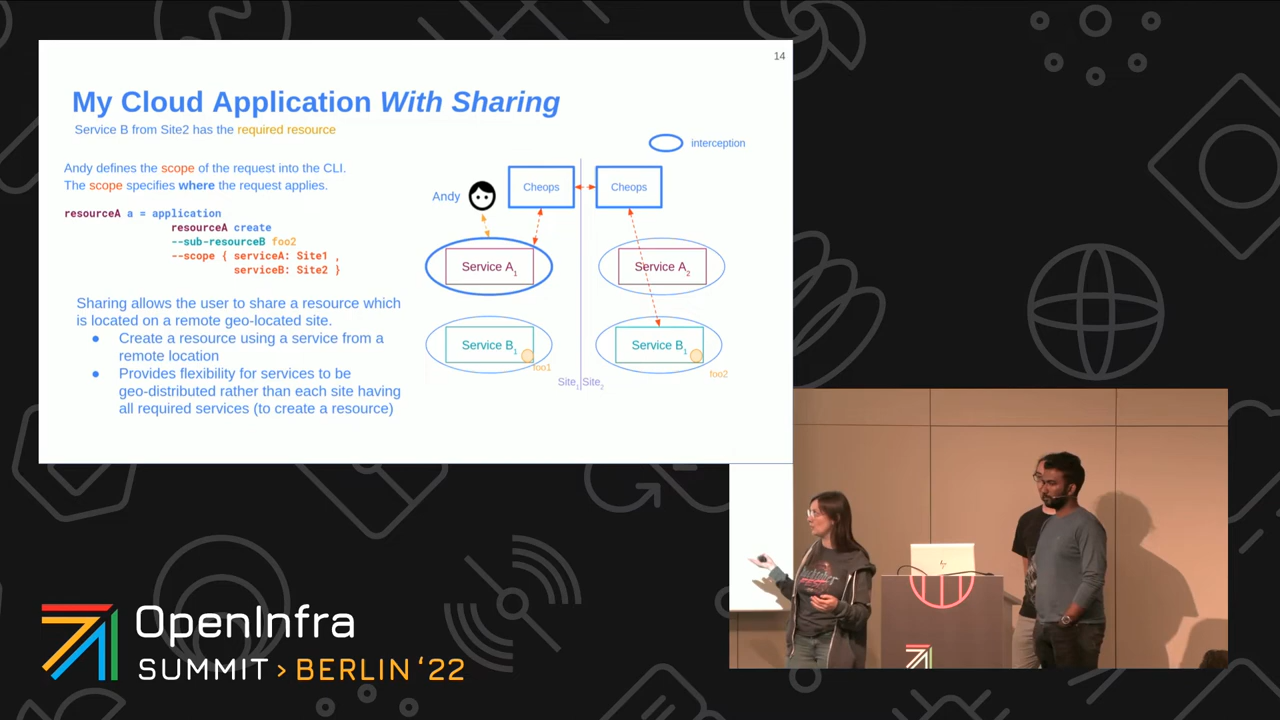 14
My Cloud Application With Sharing
Service B from Site2 has the required resource
interception
Andy defines the scope of the request into the CLI.
The scope specifies where the request applies.
resourceA a = application
resourceA create
--sub-resourceB foo2
--scope { serviceA: Site1 ,
serviceB: Site2 }
Sharing allows the user to share a resource which
is located on a remote geo-located site.
● Create a resource using a service from a
remote location
● Provides flexibility for services to be
geo-distributed rather than each site having
all required services (to create a resource)
Andy
Cheops
Cheops
Service A1
Service A2
Service B1
Service B1
foo1
foo2
Site1
Site2
OpenInfra
SUMMIT > BERLIN '22